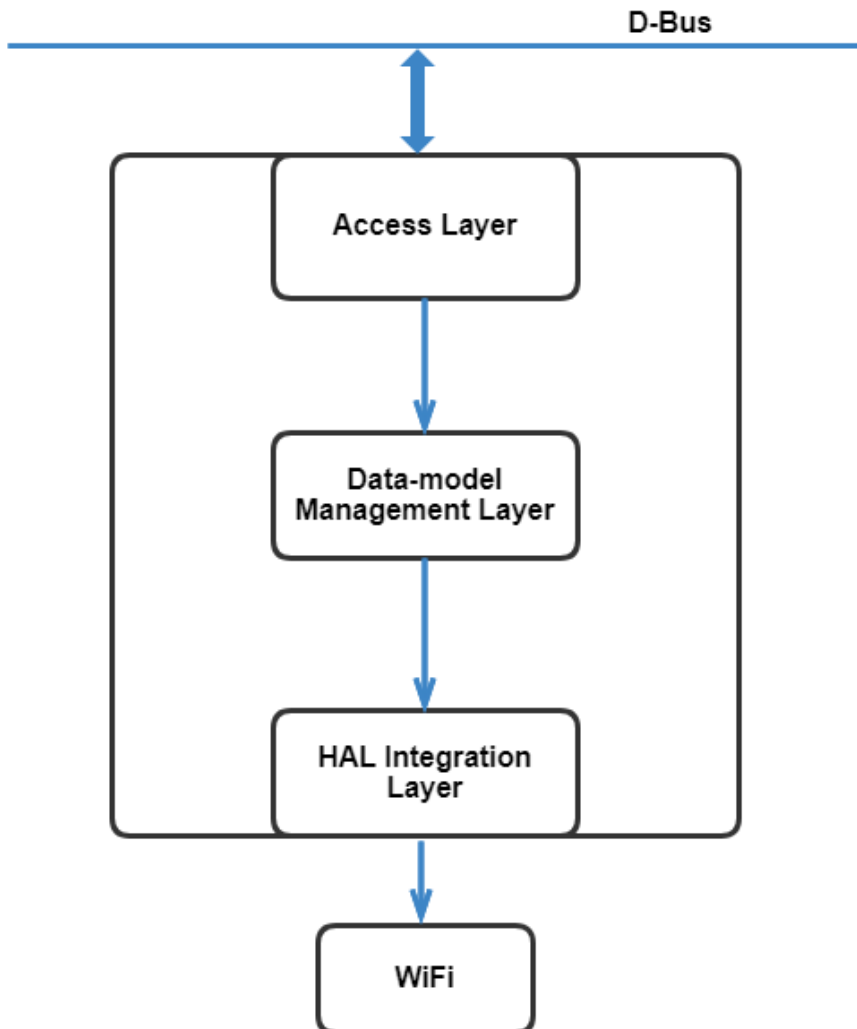 D-Bus
Access Layer
Data-model
Management Layer
HAL Integration
Layer
WiFi